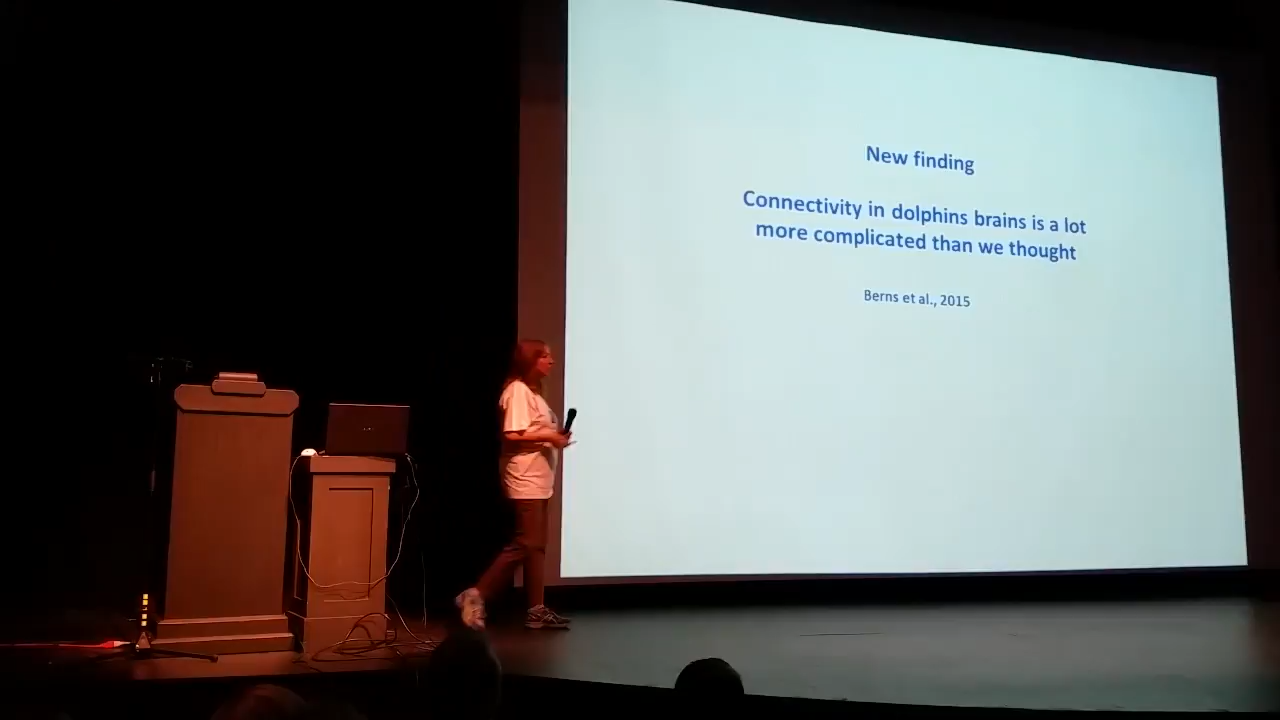 New finding
Connectivity in dolphins brains is a lot
more complicated than we thought
Berns et al., 2015